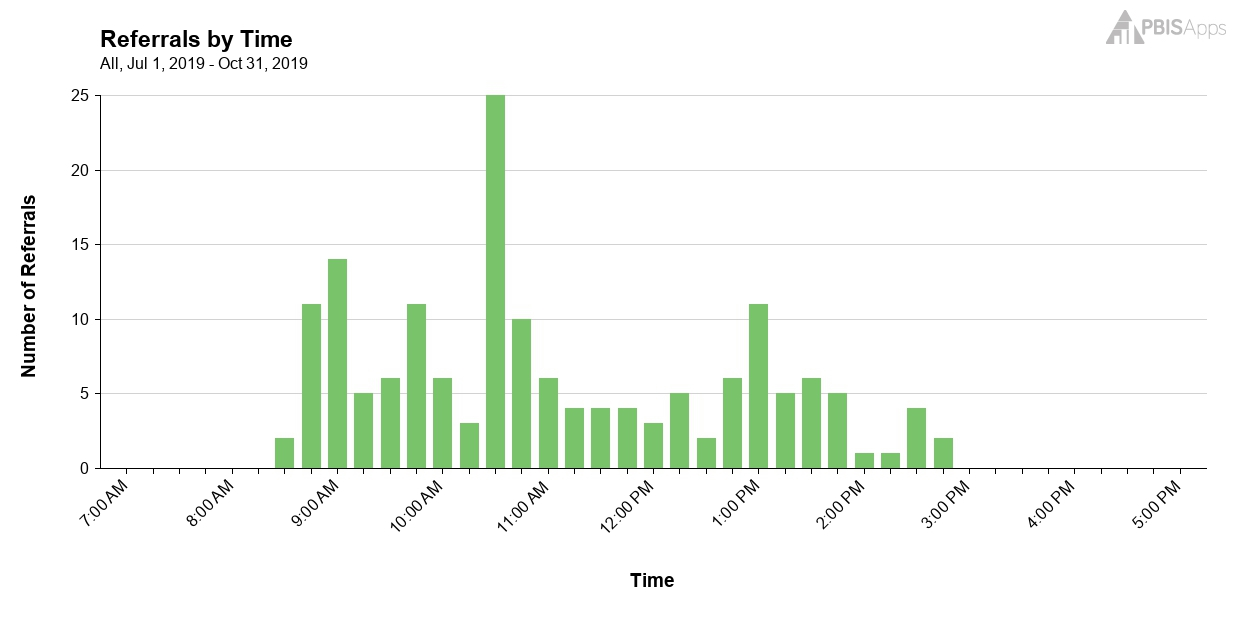 PBISApps
Referrals by Time
All, Jul 1, 2019 - Oct 31, 2019
25
20
15
10
5
0
Number of Referrals
7:00 AM
8:00 AM
9:00 AM
10:00 AM
11:00 AM
12:00 PM
1:00 PM
2:00 PM
3:00 PM
4:00 PM
5:00 PM
Time